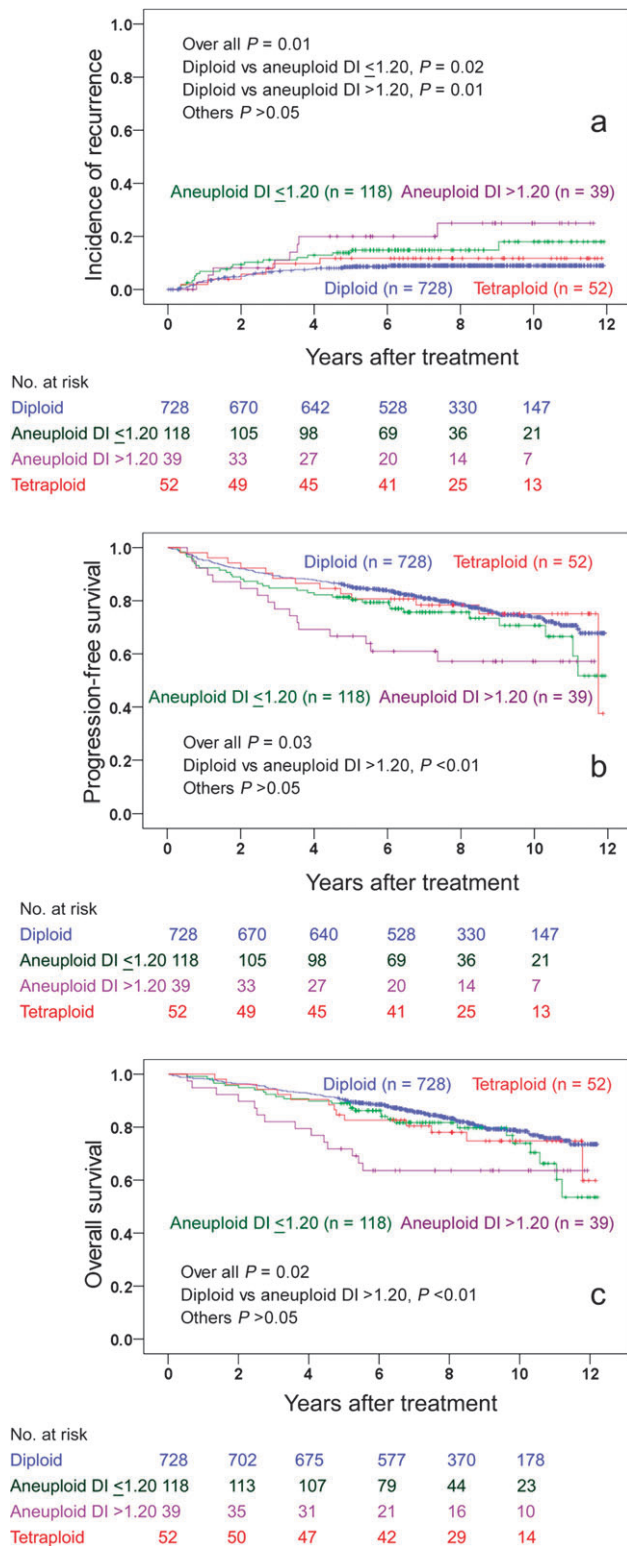 1.0
Over all P = 0.01
Diploid vs aneuploid DI ≤1.20, P = 0.02
0.8
Diploid vs aneuploid DI >1.20, P = 0.01
Others P >0.05
a
0.6
Incidence of recurrence
0.4
Aneuploid DI ≤1.20 (n = 118) Aneuploid DI >1.20 (n = 39)
0.2
0.0
Diploid (n = 728) Tetraploid (n = 52)
0 2 4 6 8 10 12
Years after treatment
No. at risk
Diploid 728 670 642 528 330 147
Aneuploid DI ≤1.20 118 105 98 69 36 21
Aneuploid DI >1.20 39 33 27 20 14 7
Tetraploid 52 49 45 41 25 13
1.0
Diploid (n = 728) Tetraploid (n = 52)
0.8
0.6
Progression-free survival
Aneuploid DI ≤1.20 (n = 118) Aneuploid DI >1.20 (n = 39)
0.4
Over all P = 0.03
0.2
Diploid vs aneuploid DI >1.20, P <0.01
b
Others P >0.05
0.0
0 2 4 6 8 10 12
Years after treatment
No. at risk
Diploid 728 670 640 528 330 147
Aneuploid DI ≤1.20 118 105 98 69 36 21
Aneuploid DI >1.20 39 33 27 20 14 7
Tetraploid 52 49 45 41 25 13
1.0
Diploid (n = 728) Tetraploid (n = 52)
0.8
0.6
Overall survival
Aneuploid DI ≤1.20 (n = 118) Aneuploid DI >1.20 (n = 39)
0.4
Over all P = 0.02
0.2
Diploid vs aneuploid DI >1.20, P <0.01
c
Others P >0.05
0.0
0 2 4 6 8 10 12
Years after treatment
No. at risk
Diploid 728 702 675 577 370 178
Aneuploid DI ≤1.20 118 113 107 79 44 23
Aneuploid DI >1.20 39 35 31 21 16 10
Tetraploid 52 50 47 42 29 14